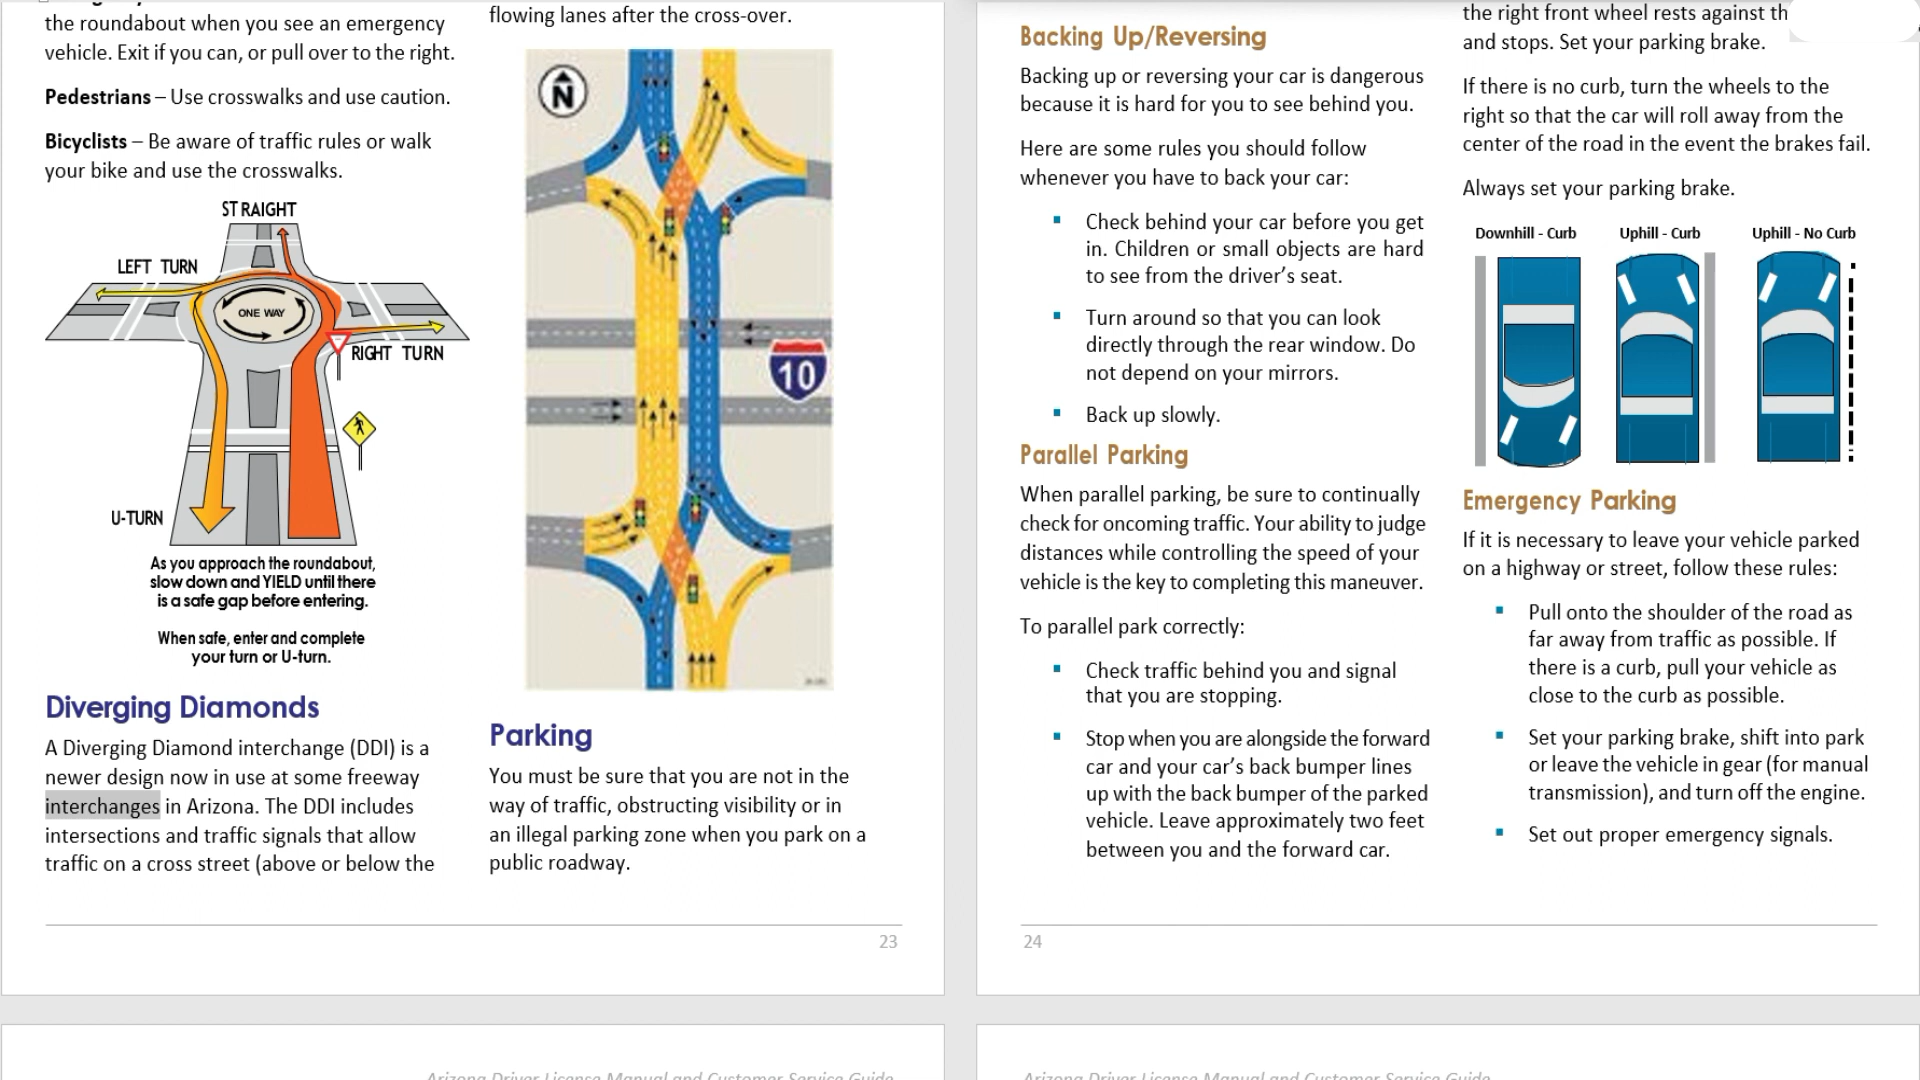 the roundabout when you see an emergency
vehicle. Exit if you can, or pull over to the right.
Pedestrians – Use crosswalks and use caution.
Bicyclists – Be aware of traffic rules or walk
your bike and use the crosswalks.
STRAIGHT
LEFT TURN
ONE WAY
RIGHT TURN
U-TURN
As you approach the roundabout,
slow down and YIELD until there
is a safe gap before entering.
When safe, enter and complete
your turn or U-turn.
Diverging Diamonds
A Diverging Diamond interchange (DDI) is a
newer design now in use at some freeway
interchanges in Arizona. The DDI includes
intersections and traffic signals that allow
traffic on a cross street (above or below the
flowing lanes after the cross-over.
N
10
Parking
You must be sure that you are not in the
way of traffic, obstructing visibility or in
an illegal parking zone when you park on a
public roadway.
23
Backing Up/Reversing
Backing up or reversing your car is dangerous
because it is hard for you to see behind you.
Here are some rules you should follow
whenever you have to back your car:
▪ Check behind your car before you get
in. Children or small objects are hard
to see from the driver’s seat.
▪ Turn around so that you can look
directly through the rear window. Do
not depend on your mirrors.
▪ Back up slowly.
Parallel Parking
When parallel parking, be sure to continually
check for oncoming traffic. Your ability to judge
distances while controlling the speed of your
vehicle is the key to completing this maneuver.
To parallel park correctly:
▪ Check traffic behind you and signal
that you are stopping.
▪ Stop when you are alongside the forward
car and your car’s back bumper lines
up with the back bumper of the parked
vehicle. Leave approximately two feet
between you and the forward car.
the right front wheel rests against
and stops. Set your parking brake.
If there is no curb, turn the wheels to the
right so that the car will roll away from the
center of the road in the event the brakes fail.
Always set your parking brake.
Downhill - Curb
Uphill - Curb
Uphill - No Curb
Emergency Parking
If it is necessary to leave your vehicle parked
on a highway or street, follow these rules:
▪ Pull onto the shoulder of the road as
far away from traffic as possible. If
there is a curb, pull your vehicle as
close to the curb as possible.
▪ Set your parking brake, shift into park
or leave the vehicle in gear (for manual
transmission), and turn off the engine.
▪ Set out proper emergency signals.
24
Arizona Driver License Manual and Customer Service Guide
Arizona Driver License Manual and Customer Service Guide